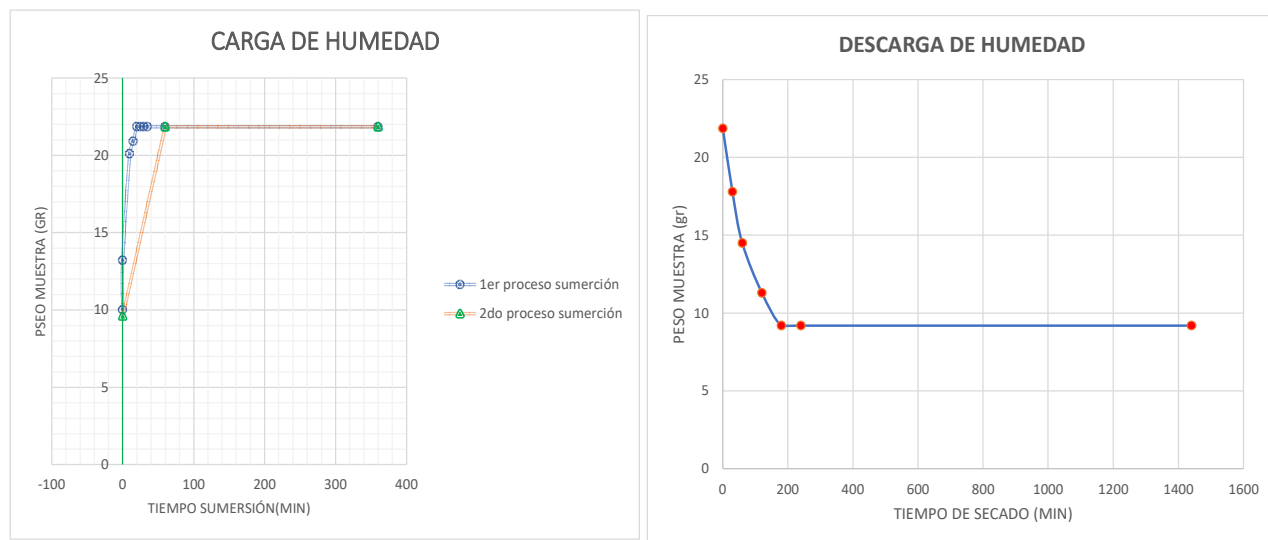 CARGA DE HUMEDAD
25
20
15
10
5
0
-100 0 100 200 300 400
PSEO MUESTRA (GR)
TIEMPO SUMERSIÓN(MIN)
1er proceso sumerción
2do proceso sumerción
DESCARGA DE HUMEDAD
25
20
15
10
5
0
0 200 400 600 800 1000 1200 1400 1600
PESO MUESTRA (gr)
TIEMPO DE SECADO (MIN)